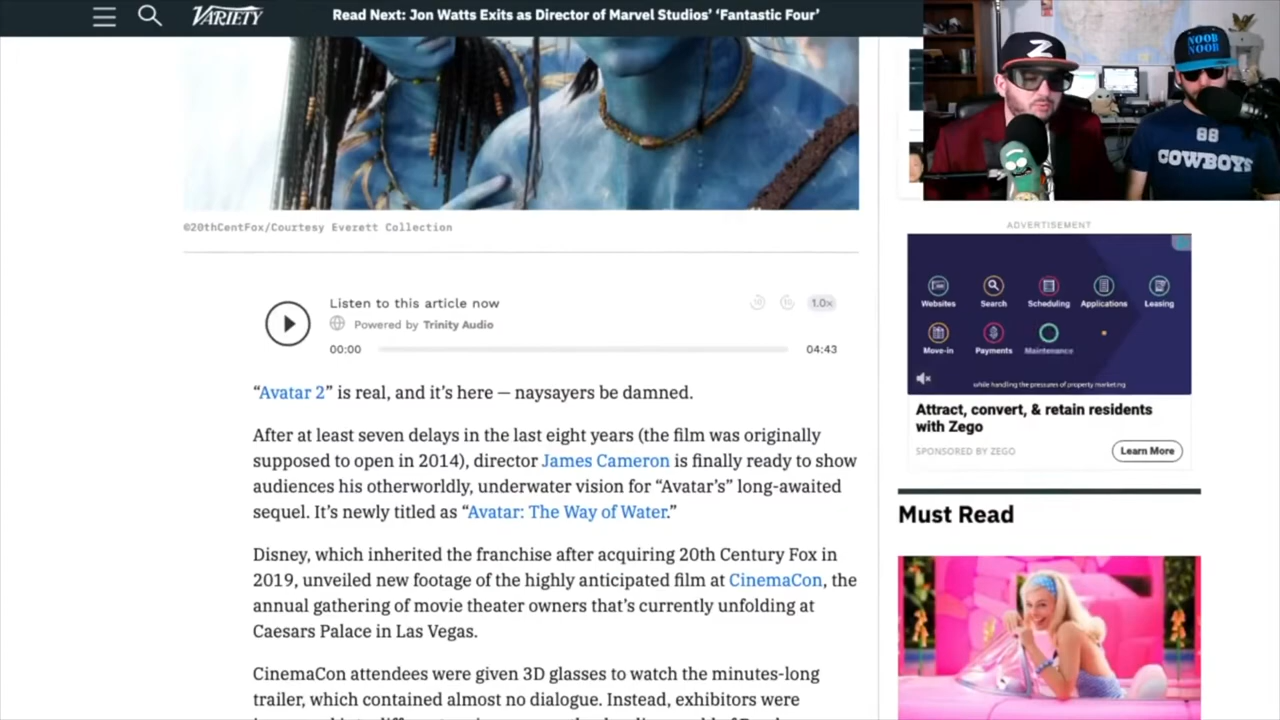 VARIETY
Read Next: Jon Watts Exits as Director of Marvel Studios' 'Fantastic Four'
Z
NOOB
NOOB
88
COWBOYS
©20thCentFox/Courtesy Everett Collection
Listen to this article now
Powered by Trinity Audio
10
10
1.0x
00:00
04:43
“Avatar 2” is real, and it’s here — naysayers be damned.
After at least seven delays in the last eight years (the film was originally
supposed to open in 2014), director James Cameron is finally ready to show
audiences his otherworldly, underwater vision for “Avatar’s” long-awaited
sequel. It’s newly titled as “Avatar: The Way of Water.”
Disney, which inherited the franchise after acquiring 20th Century Fox in
2019, unveiled new footage of the highly anticipated film at CinemaCon, the
annual gathering of movie theater owners that’s currently unfolding at
Caesars Palace in Las Vegas.
CinemaCon attendees were given 3D glasses to watch the minutes-long
trailer, which contained almost no dialogue. Instead, exhibitors were
ADVERTISEMENT
Websites Search Scheduling Applications Leasing
Move-in Payments Maintenance
while handling the pressures of property marketing
Attract, convert, & retain residents
with Zego
SPONSORED BY ZEGO
Learn More
Must Read